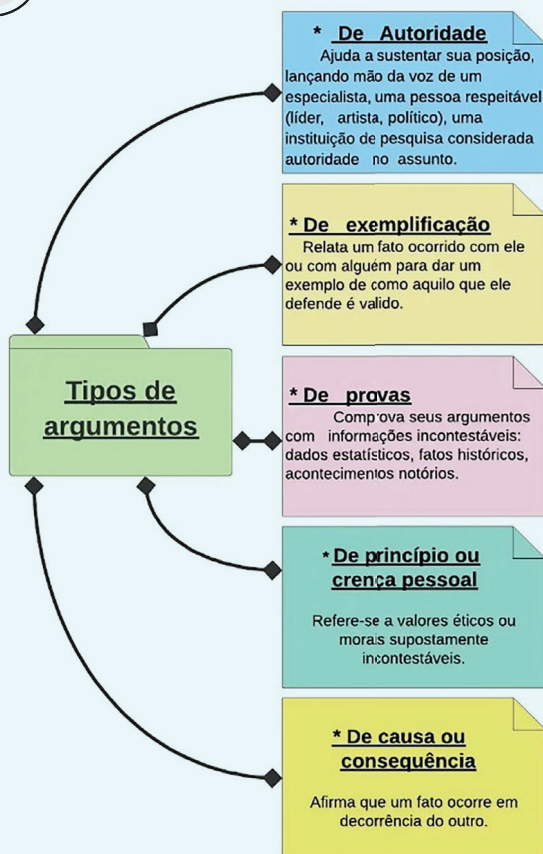 Tipos de
argumentos
* De Autoridade
Ajuda a sustentar sua posição,
lançando mão da voz de um
especialista, uma pessoa respeitável
(líder, artista, político), uma
instituição de pesquisa considerada
autoridade no assunto.
* De exemplificação
Relata um fato ocorrido com ele
ou com alguém para dar um
exemplo de como aquilo que ele
defende é valido.
* De provas
Comprova seus argumentos
com informações incontestáveis:
dados estatísticos, fatos históricos,
acontecimentos notórios.
* De princípio ou
crença pessoal
Refere-se a valores éticos ou
morais supostamente
incontestáveis.
* De causa ou
consequência
Afirma que um fato ocorre em
decorrência do outro.